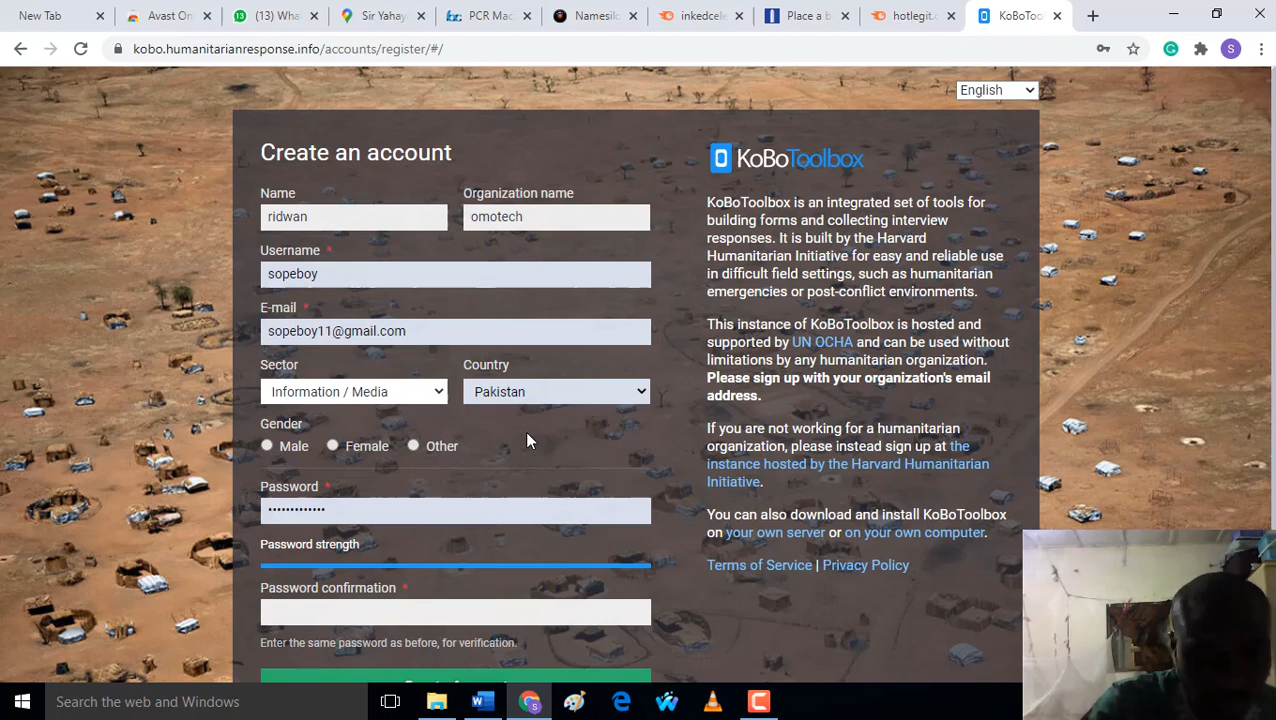 New Tab
Avast On
(13) Wha
Sir Yahay
PCR Mac
Namesilo
inkedcele
Place a b
hotlegit.c
KoBoToo
kobo.humanitarianresponse.info/accounts/register/#/
S
English
Create an account
Name
Organization name
ridwan
omotech
Username *
sopeboy
E-mail *
sopeboy11@gmail.com
Sector
Country
Information / Media
Pakistan
Gender
Male
Female
Other
Password *
•••••••••••••
Password strength
Password confirmation *
Enter the same password as before, for verification.
KoBoToolbox
KoBoToolbox is an integrated set of tools for
building forms and collecting interview
responses. It is built by the Harvard
Humanitarian Initiative for easy and reliable use
in difficult field settings, such as humanitarian
emergencies or post-conflict environments.
This instance of KoBoToolbox is hosted and
supported by UN OCHA and can be used without
limitations by any humanitarian organization.
Please sign up with your organization's email
address.
If you are not working for a humanitarian
organization, please instead sign up at the
instance hosted by the Harvard Humanitarian
Initiative.
You can also download and install KoBoToolbox
on your own server or on your own computer.
Terms of Service | Privacy Policy
Search the web and Windows